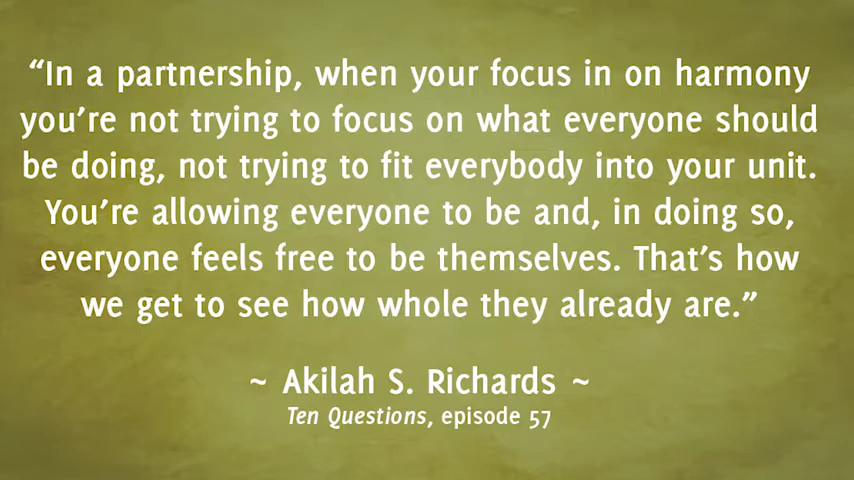 “In a partnership, when your focus in on harmony
you’re not trying to focus on what everyone should
be doing, not trying to fit everybody into your unit.
You’re allowing everyone to be and, in doing so,
everyone feels free to be themselves. That’s how
we get to see how whole they already are.”
~ Akilah S. Richards ~
Ten Questions, episode 57